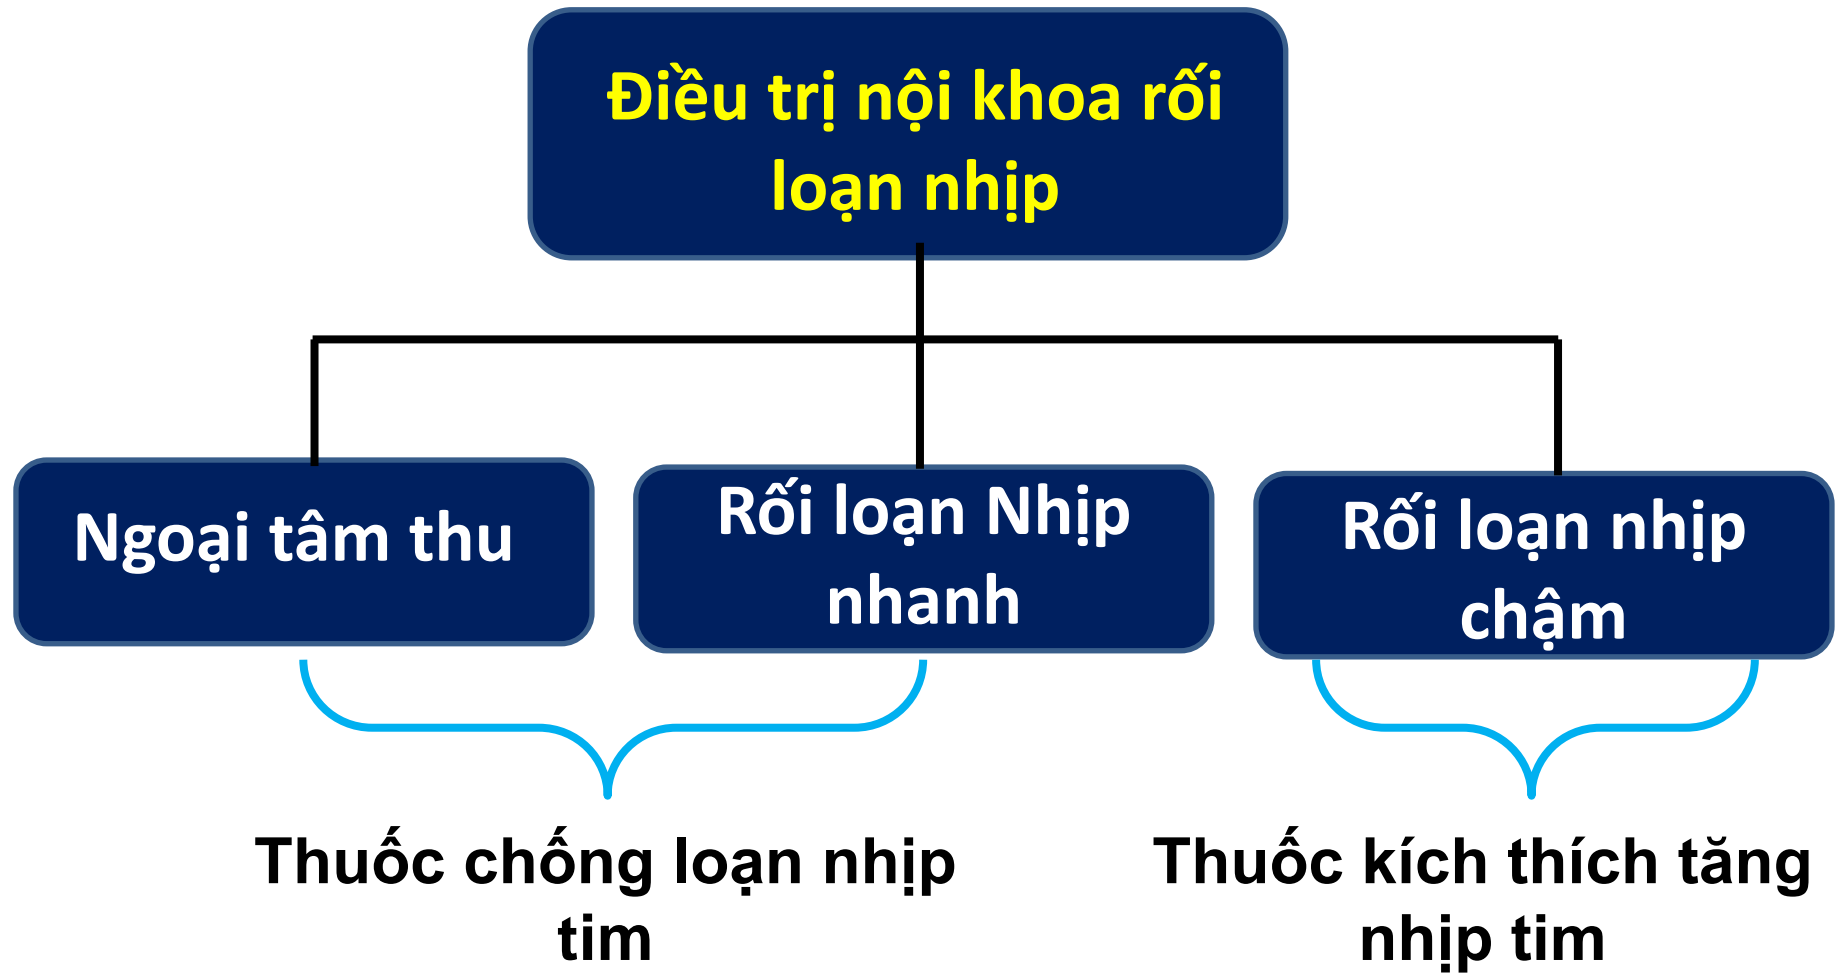 Điều trị nội khoa rối
loạn nhịp
Ngoại tâm thu
Rối loạn Nhịp
nhanh
Rối loạn nhịp
chậm
Thuốc chống loạn nhịp
tim
Thuốc kích thích tăng
nhịp tim